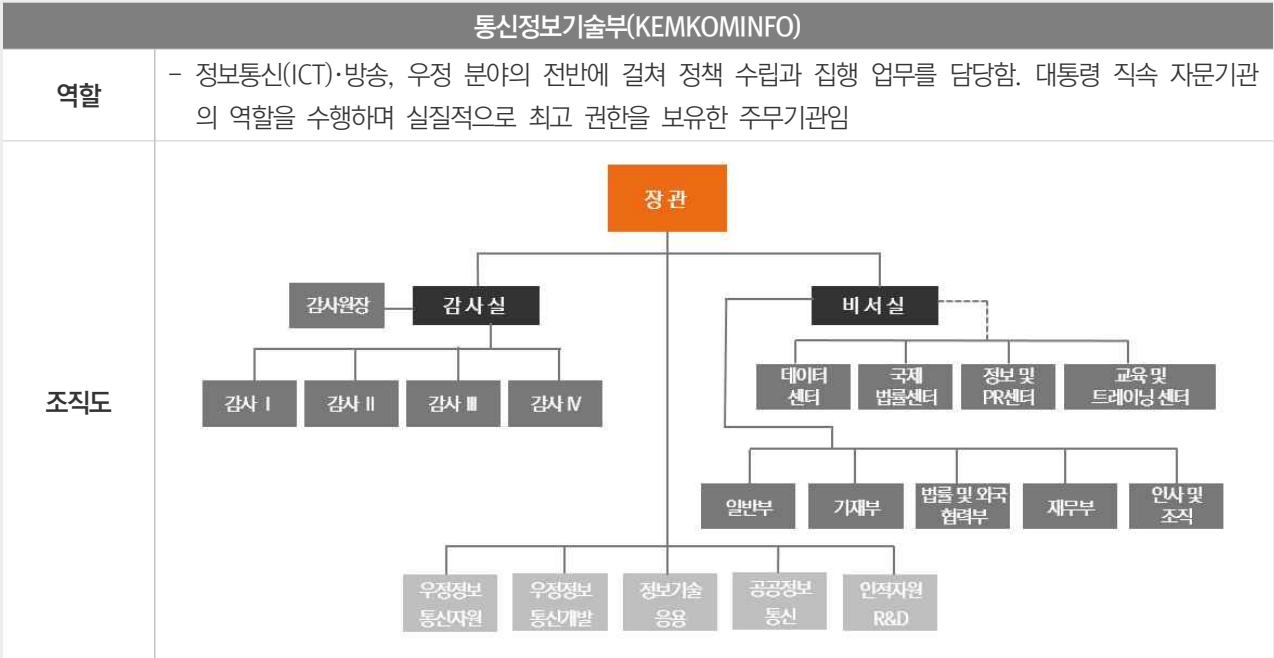 통신정보기술부(KEMKOMINFO)
역할
- 정보통신(ICT)·방송, 우정 분야의 전반에 걸쳐 정책 수립과 집행 업무를 담당함. 대통령 직속 자문기관
의 역할을 수행하며 실질적으로 최고 권한을 보유한 주무기관임
조직도
장관
감사원장
감사실
비서실
감사 Ⅰ
감사 Ⅱ
감사 Ⅲ
감사 Ⅳ
데이터
센터
국제
법률센터
정보 및
PR센터
교육 및
트레이닝 센터
일반부
기재부
법률 및 외국
협력부
재무부
인사 및
조직
우정정보
통신자원
우정정보
통신개발
정보기술
응용
공공정보
통신
인적자원
R&D